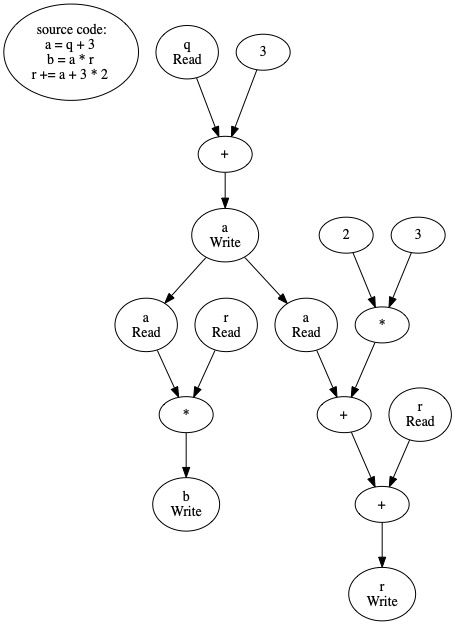 source code:
a = q + 3
b = a * r
r += a + 3 * 2
q
Read
3
+
a
Write
2
3
a
Read
r
Read
a
Read
*
*
+
r
Read
b
Write
+
r
Write